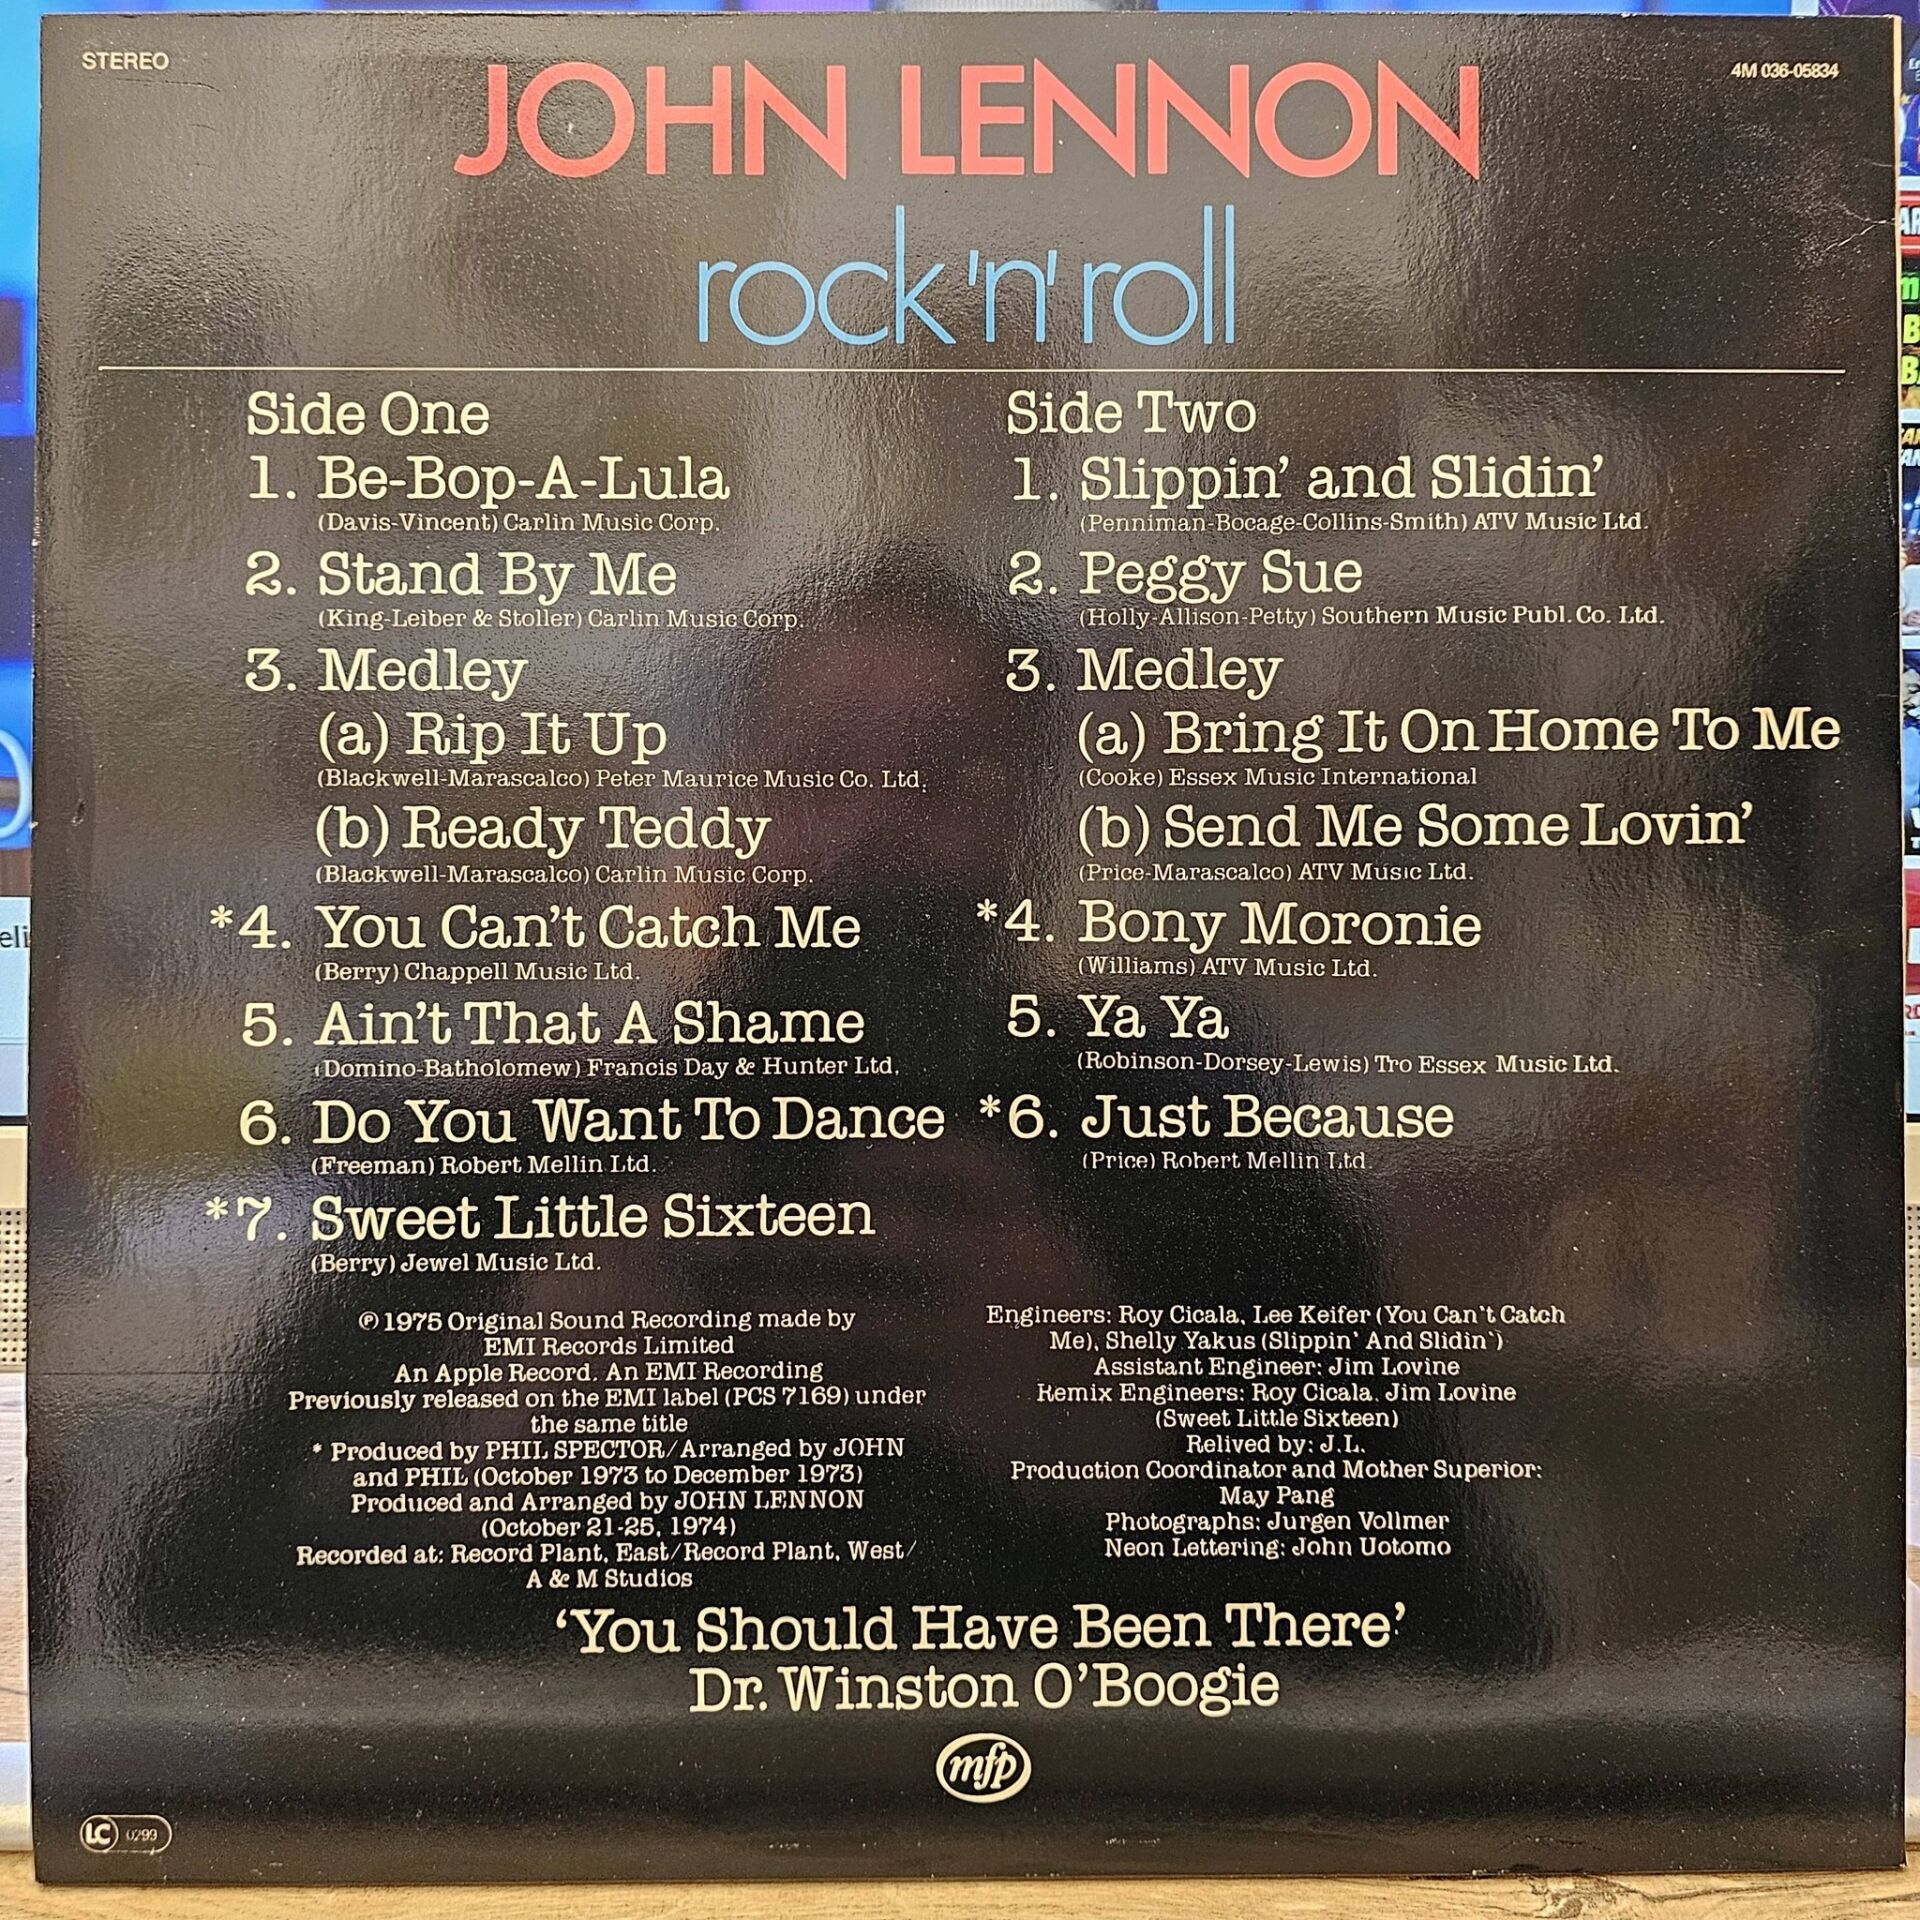 STEREO
4M 036-05834
JOHN LENNON
rock 'n' roll
Side One
1. Be-Bop-A-Lula
(Davis-Vincent) Carlin Music Corp.
2. Stand By Me
(King-Leiber & Stoller) Carlin Music Corp.
3. Medley
(a) Rip It Up
(Blackwell-Marascalco) Peter Maurice Music Co. Ltd.
(b) Ready Teddy
(Blackwell-Marascalco) Carlin Music Corp.
*4. You Can't Catch Me
(Berry) Chappell Music Ltd.
5. Ain't That A Shame
(Domino-Batholomew) Francis Day & Hunter Ltd.
6. Do You Want To Dance
(Freeman) Robert Mellin Ltd.
*7. Sweet Little Sixteen
(Berry) Jewel Music Ltd.
Side Two
1. Slippin' and Slidin'
(Penniman-Bocage-Collins-Smith) ATV Music Ltd.
2. Peggy Sue
(Holly-Allison-Petty) Southern Music Publ. Co. Ltd.
3. Medley
(a) Bring It On Home To Me
(Cooke) Essex Music International
(b) Send Me Some Lovin'
(Price-Marascalco) ATV Music Ltd.
*4. Bony Moronie
(Williams) ATV Music Ltd.
5. Ya Ya
(Robinson-Dorsey-Lewis) Tro Essex Music Ltd.
*6. Just Because
(Price) Robert Mellin Ltd.
℗ 1975 Original Sound Recording made by
EMI Records Limited
An Apple Record. An EMI Recording
Previously released on the EMI label (PCS 7169) under
the same title
* Produced by PHIL SPECTOR/Arranged by JOHN
and PHIL (October 1973 to December 1973)
Produced and Arranged by JOHN LENNON
(October 21-25, 1974)
Recorded at: Record Plant, East/Record Plant, West/
A & M Studios
Engineers: Roy Cicala, Lee Keifer (You Can't Catch
Me), Shelly Yakus (Slippin' And Slidin')
Assistant Engineer: Jim Lovine
Remix Engineers: Roy Cicala, Jim Lovine
(Sweet Little Sixteen)
Relived by: J.L.
Production Coordinator and Mother Superior:
May Pang
Photographs: Jurgen Vollmer
Neon Lettering: John Uotomo
'You Should Have Been There'
Dr. Winston O'Boogie
mfp
LC 0299